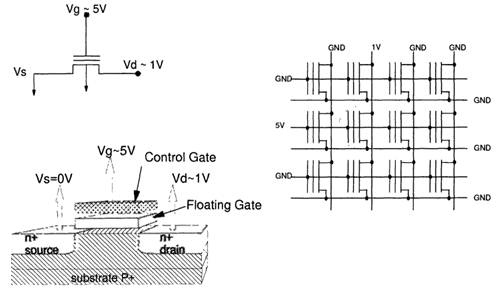 Vg ~ 5V
Vs
Vd ~ 1V
Vg~5V
Control Gate
Vs=0V
Vd~1V
Floating Gate
n+
source
n+
drain
substrate P+
GND
1V
GND
GND
GND
GND
5V
GND
GND
GND